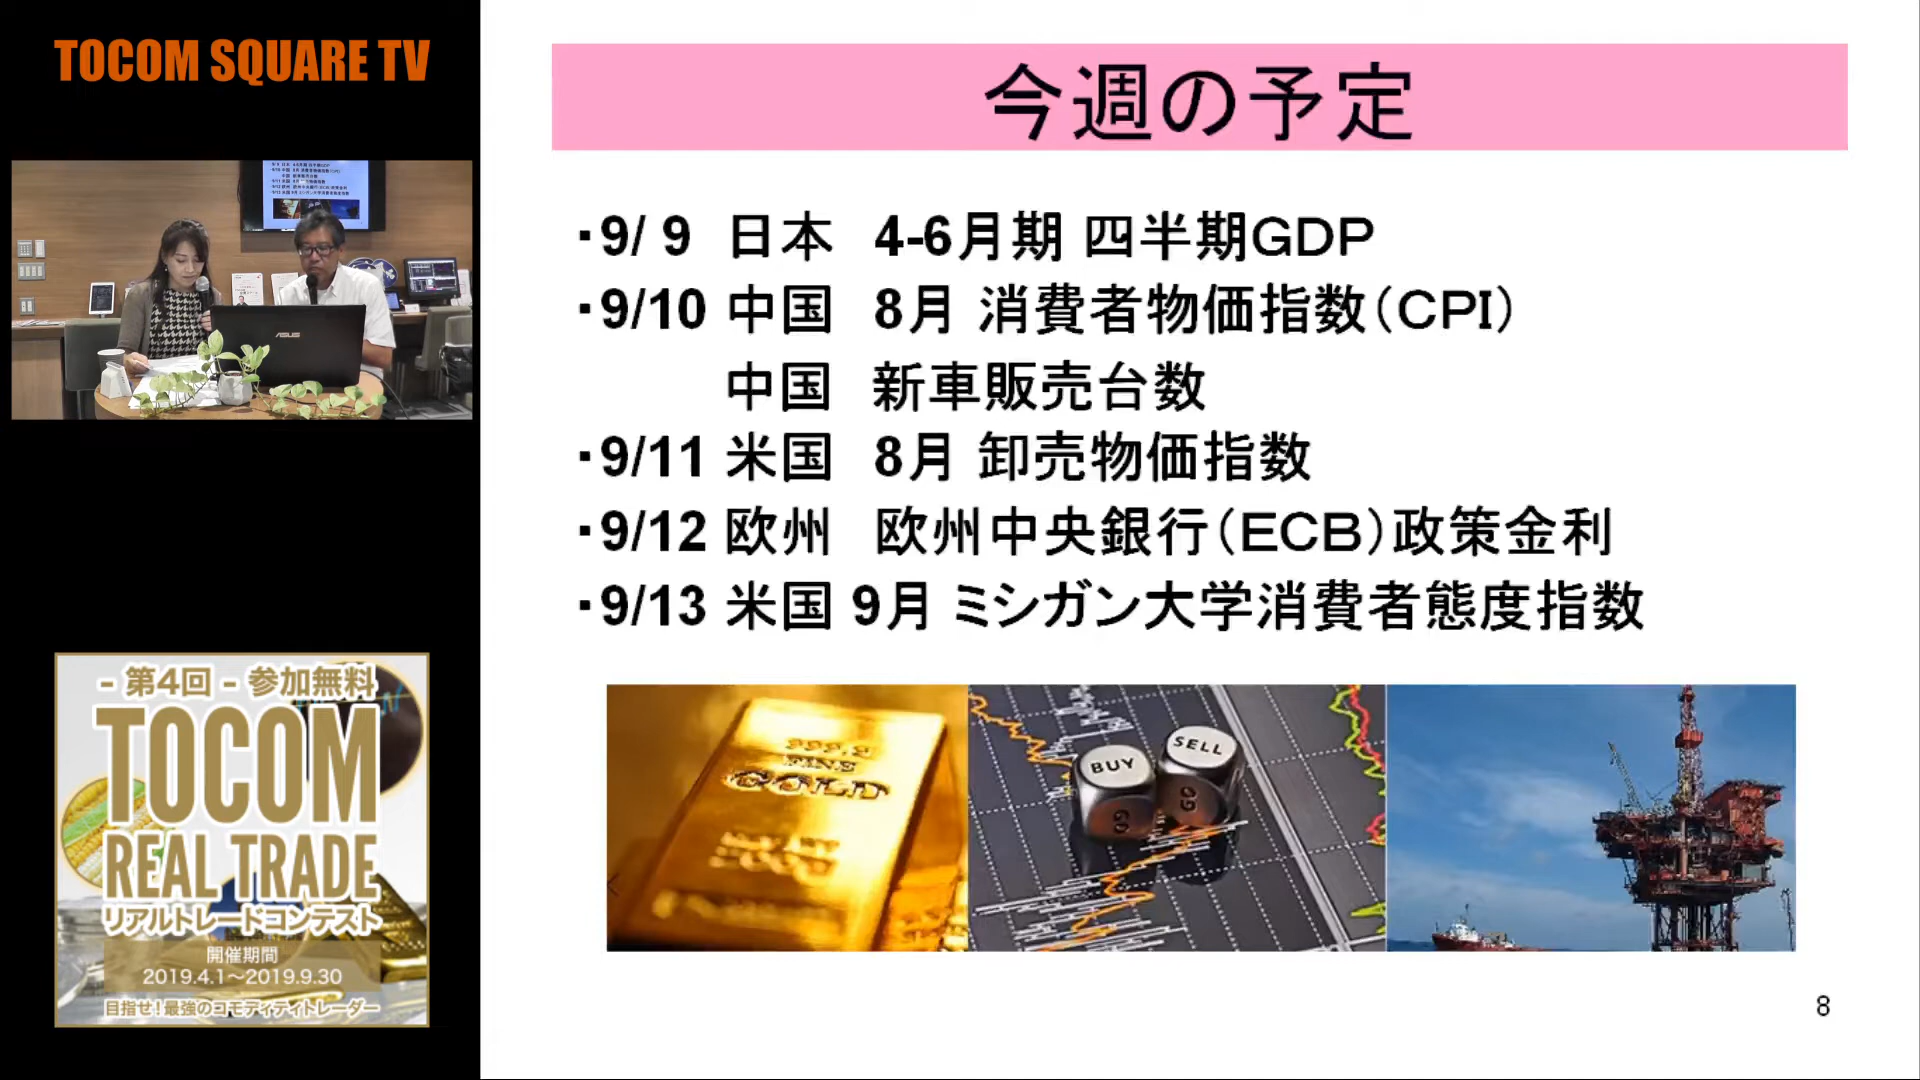 TOCOM SQUARE TV
今週の予定
・9/ 9 日本 4-6月期 四半期GDP
・9/10 中国 8月 消費者物価指数（CPI）
中国 新車販売台数
・9/11 米国 8月 卸売物価指数
・9/12 欧州 欧州中央銀行（ECB）政策金利
・9/13 米国 9月 ミシガン大学消費者態度指数
ASUS
- 第4回 - 参加無料
TOCOM
REAL TRADE
リアルトレードコンテスト
開催期間
2019.4.1～2019.9.30
目指せ！最強のコモディティトレーダー
999.9
FINE
GOLD
BUY
SELL
GO
GO
8